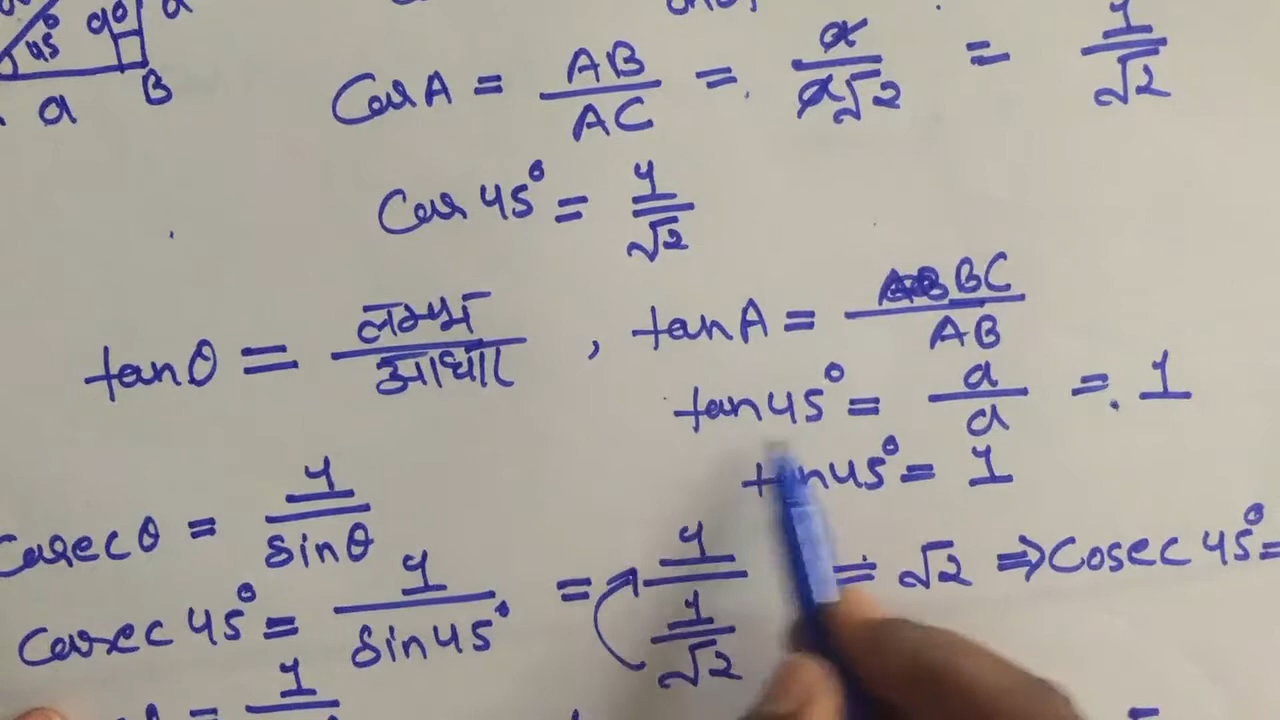 45° 90°
a B
CosA = AB/AC = a/a√2 = 1/√2
Cos 45° = 1/√2
tanθ = लम्ब/आधार , tanA = BC/AB
tan45° = a/a = 1
tan45° = 1
Cosecθ = 1/sinθ
Cosec 45° = 1/sin45° = 1/(1/√2) = √2 ⇒ Cosec 45° =
= 1